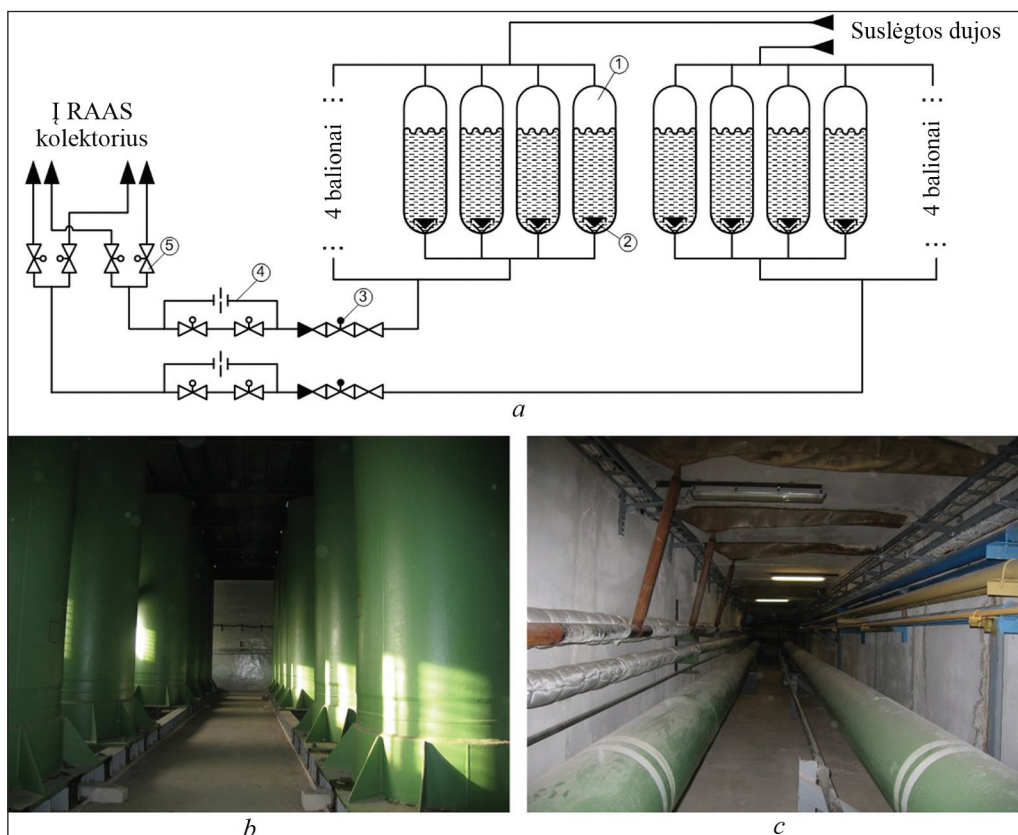 Suslėgtos dujos
1
Į RAAS
kolektorius
...
...
4 balionai
4 balionai
2
...
...
5
4
3
a
b
c